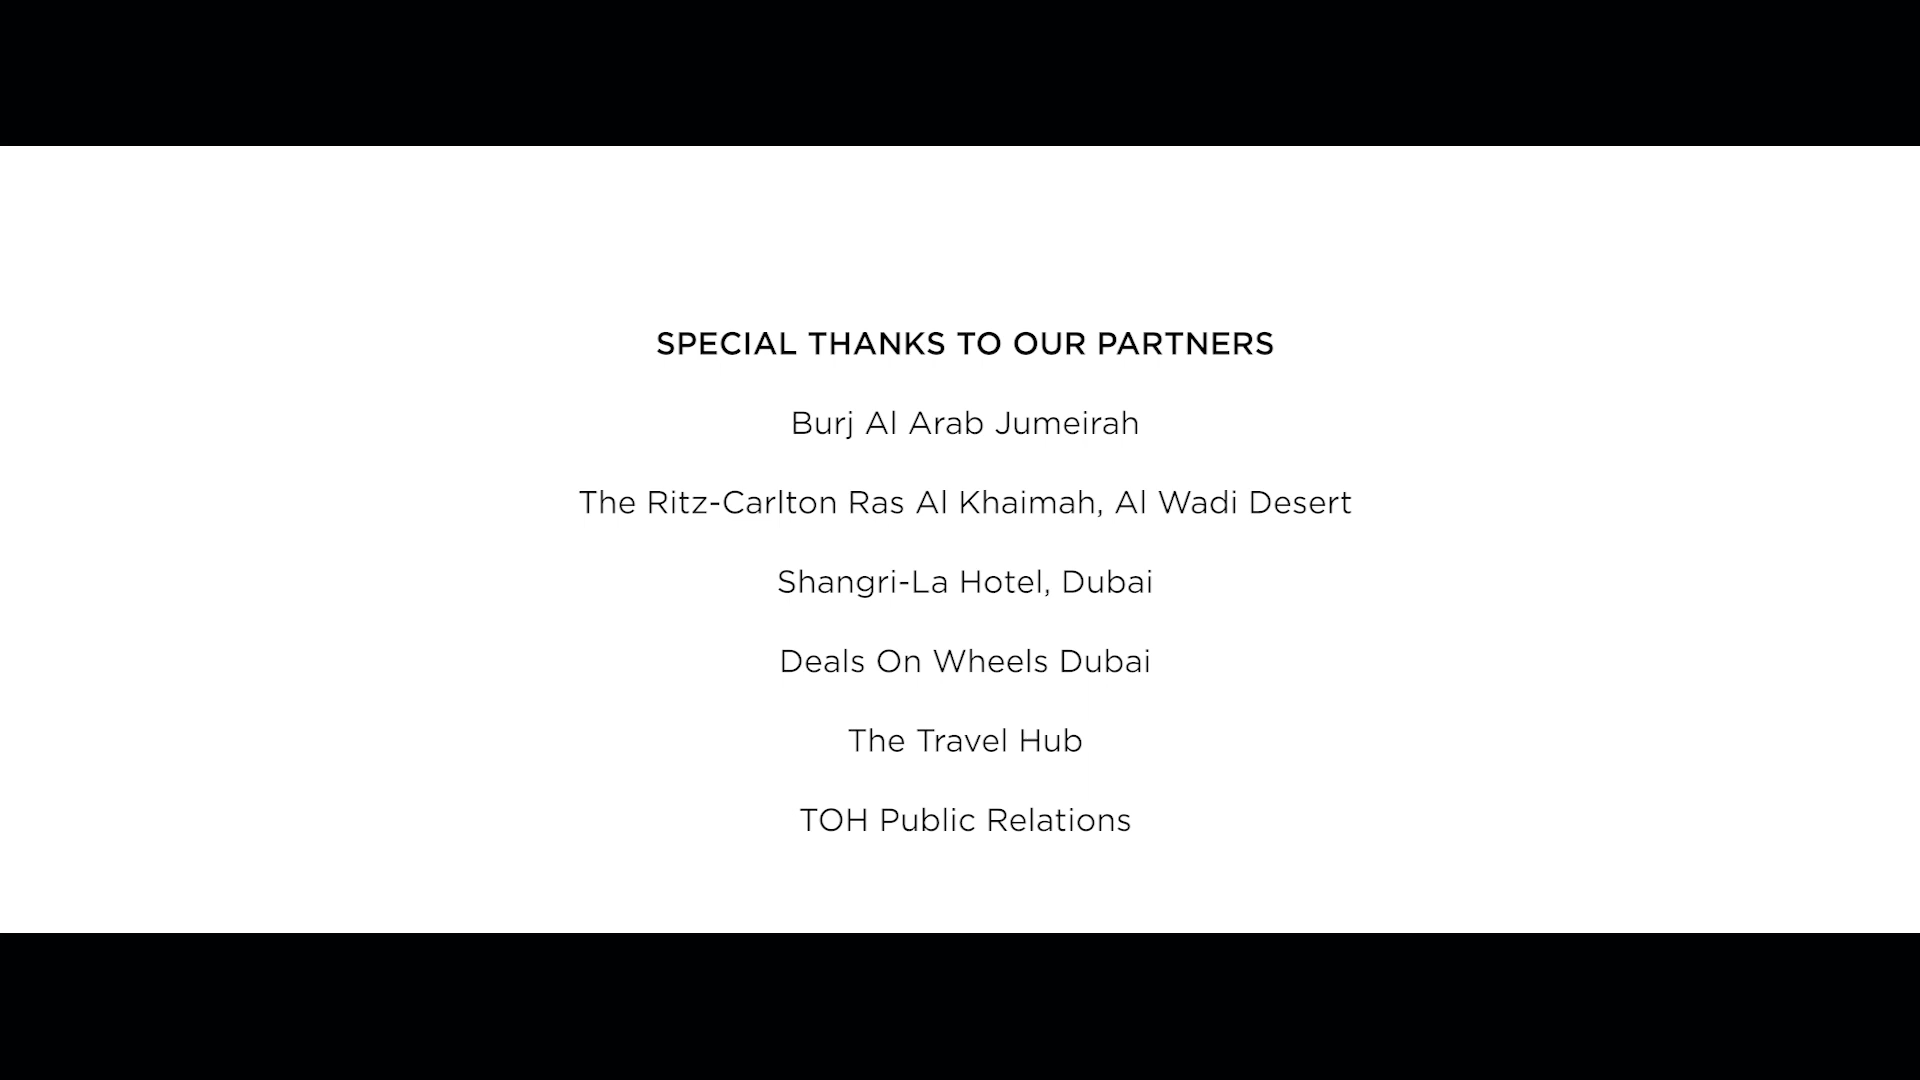 SPECIAL THANKS TO OUR PARTNERS
Burj Al Arab Jumeirah
The Ritz-Carlton Ras Al Khaimah, Al Wadi Desert
Shangri-La Hotel, Dubai
Deals On Wheels Dubai
The Travel Hub
TOH Public Relations